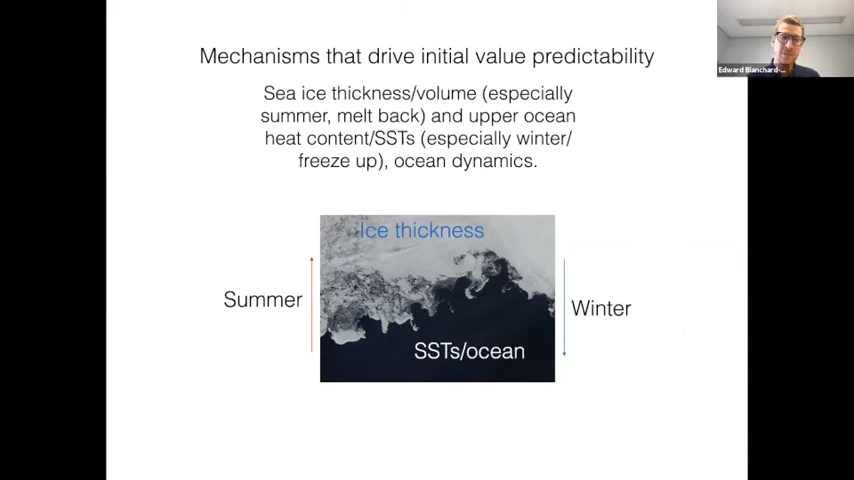 Mechanisms that drive initial value predictability
Sea ice thickness/volume (especially
summer, melt back) and upper ocean
heat content/SSTs (especially winter/
freeze up), ocean dynamics.
Ice thickness
Summer
Winter
SSTs/ocean
Edward Blanchard-...